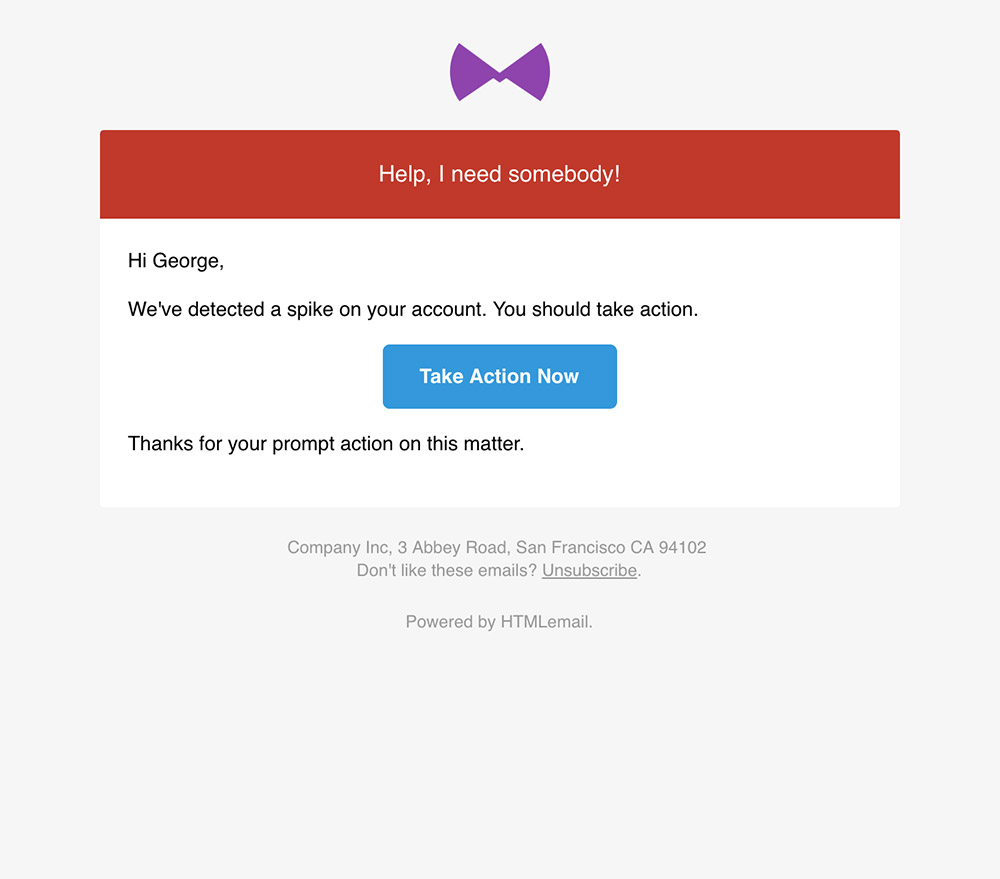 Help, I need somebody!
Hi George,
We've detected a spike on your account. You should take action.
Take Action Now
Thanks for your prompt action on this matter.
Company Inc, 3 Abbey Road, San Francisco CA 94102
Don't like these emails? Unsubscribe.
Powered by HTMLemail.